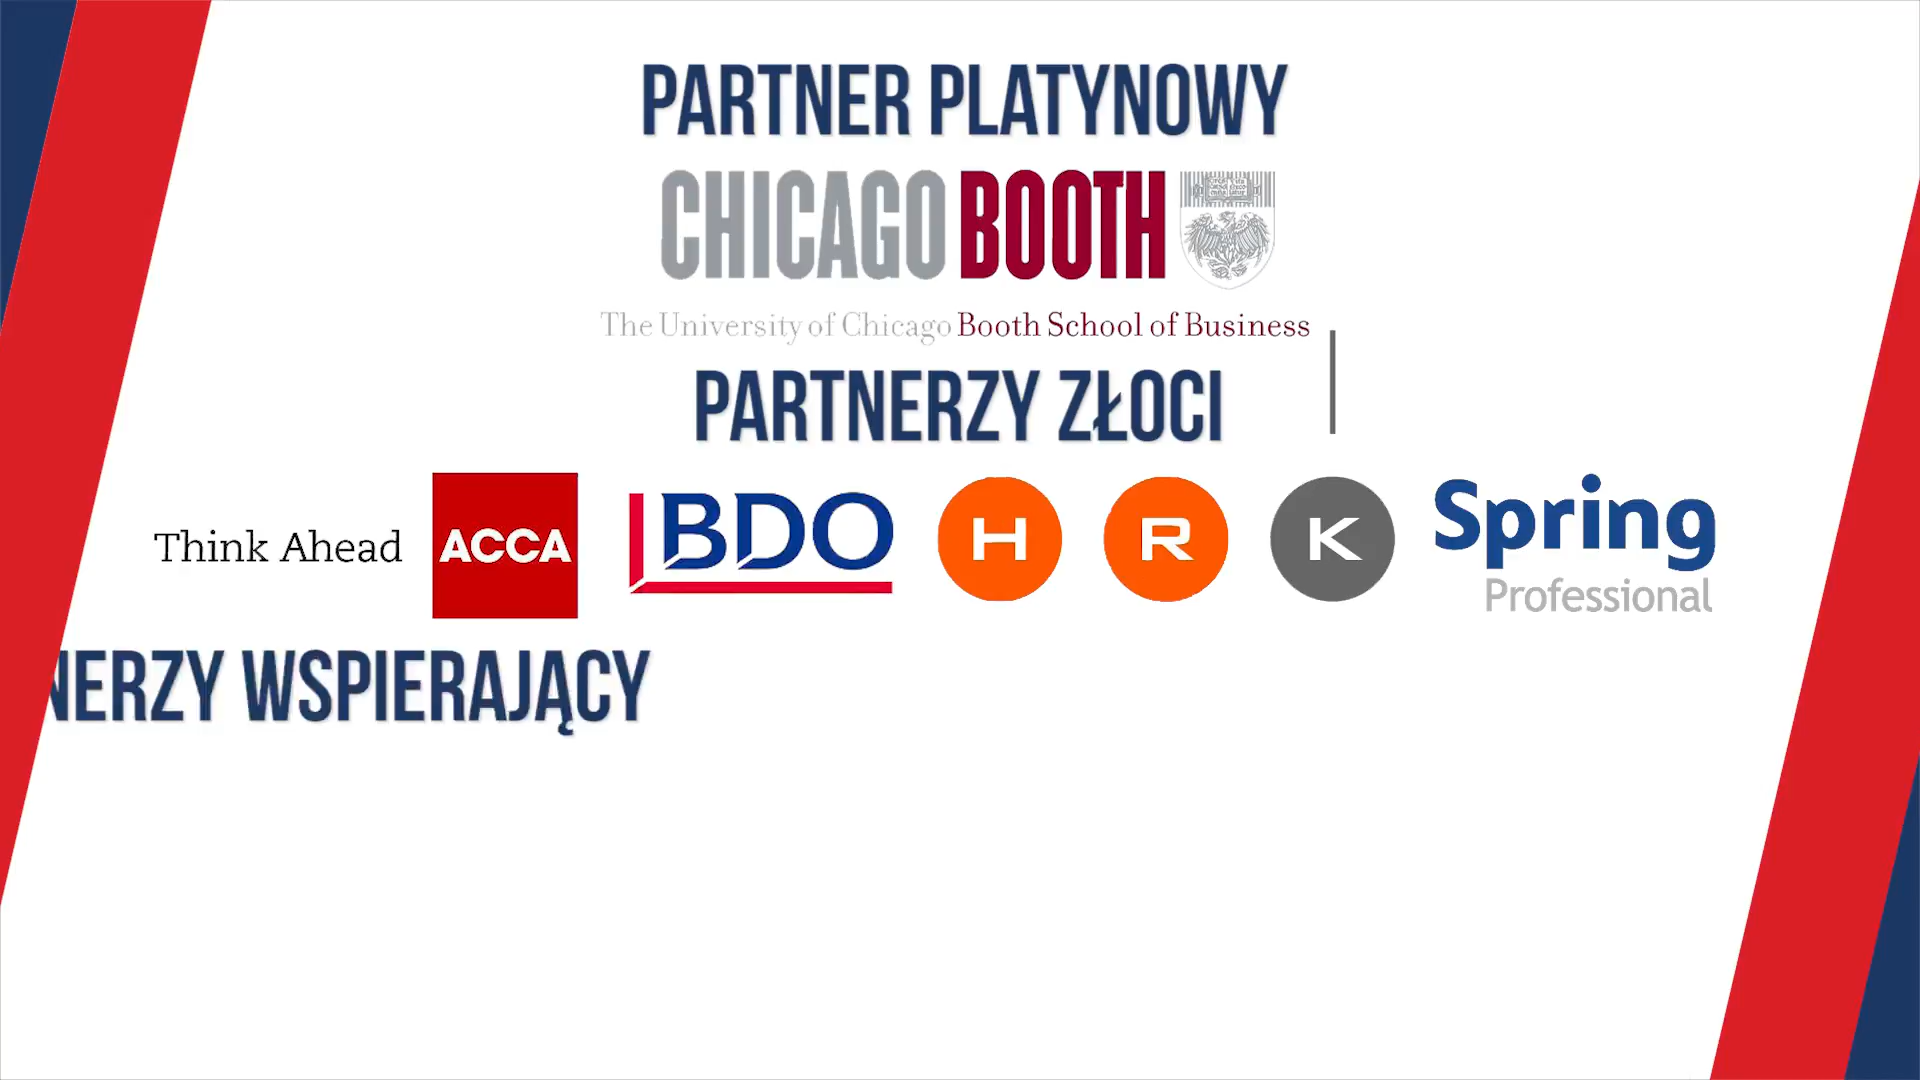 PARTNER PLATYNOWY
CHICAGO BOOTH
The University of Chicago Booth School of Business
PARTNERZY ZŁOCI
Think Ahead ACCA BDO H R K Spring
Professional
NERZY WSPIERAJĄCY